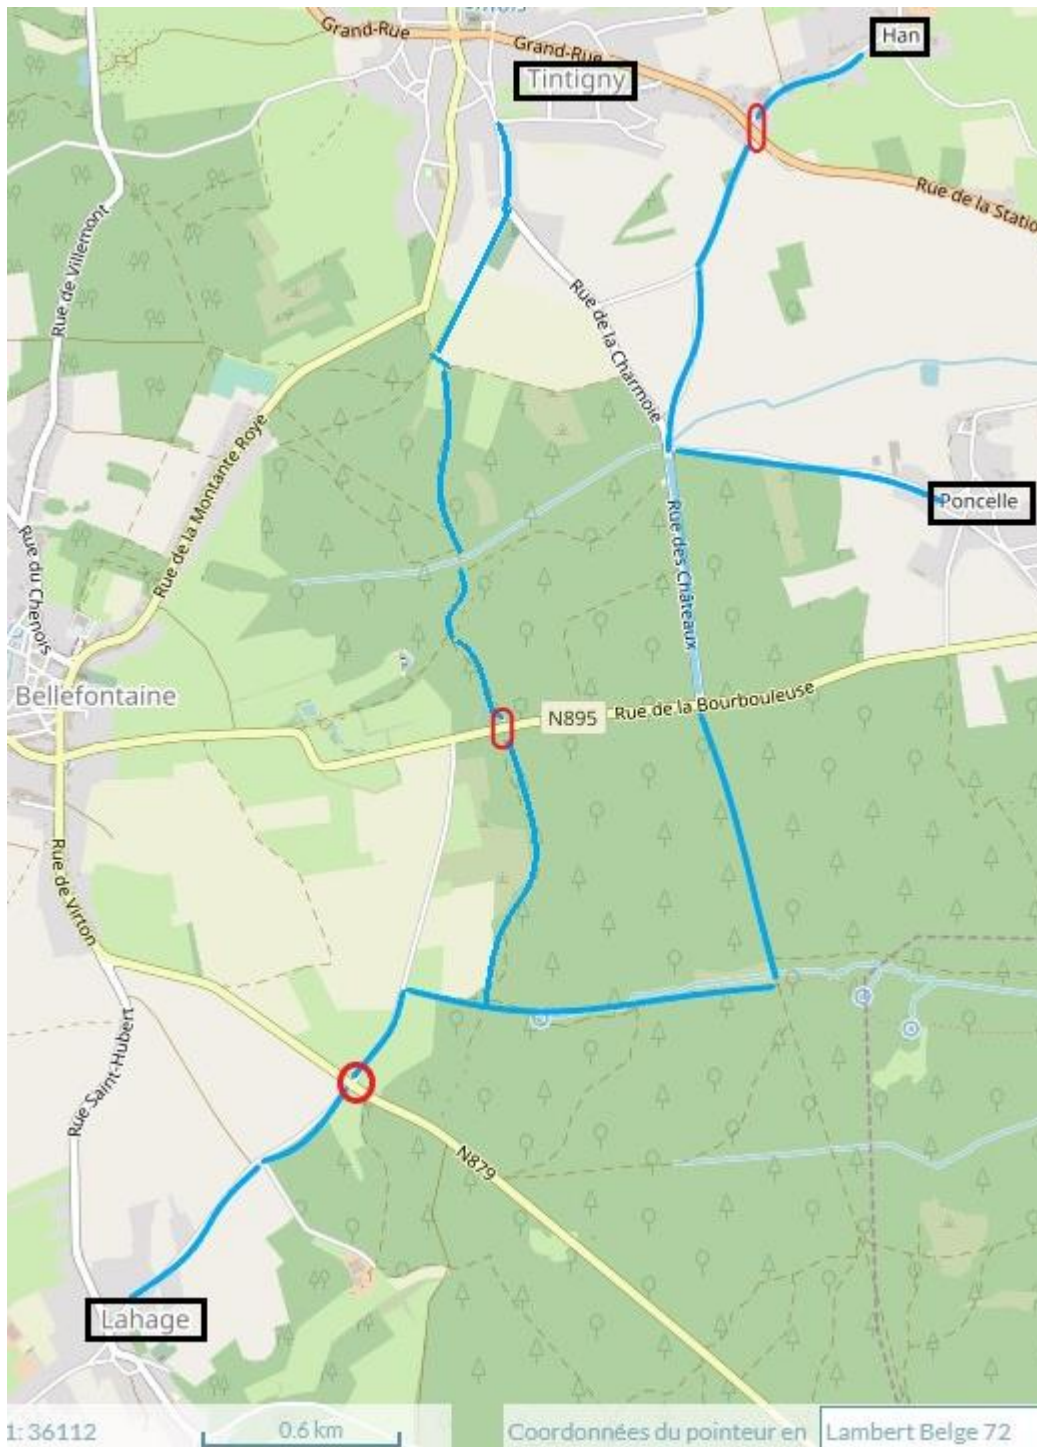 Grand-Rue
Grand-Rue
Han
Tintigny
Rue de la Statio
Rue de Villemont
Rue de la Charmoie
Rue de la Montante Roye
Poncelle
Rue des Châteaux
Rue du Chenois
Bellefontaine
N895
Rue de la Bourbouleuse
Rue de Virton
Rue Saint-Hubert
N879
Lahage
1: 36112
0.6 km
Coordonnées du pointeur en
Lambert Belge 72